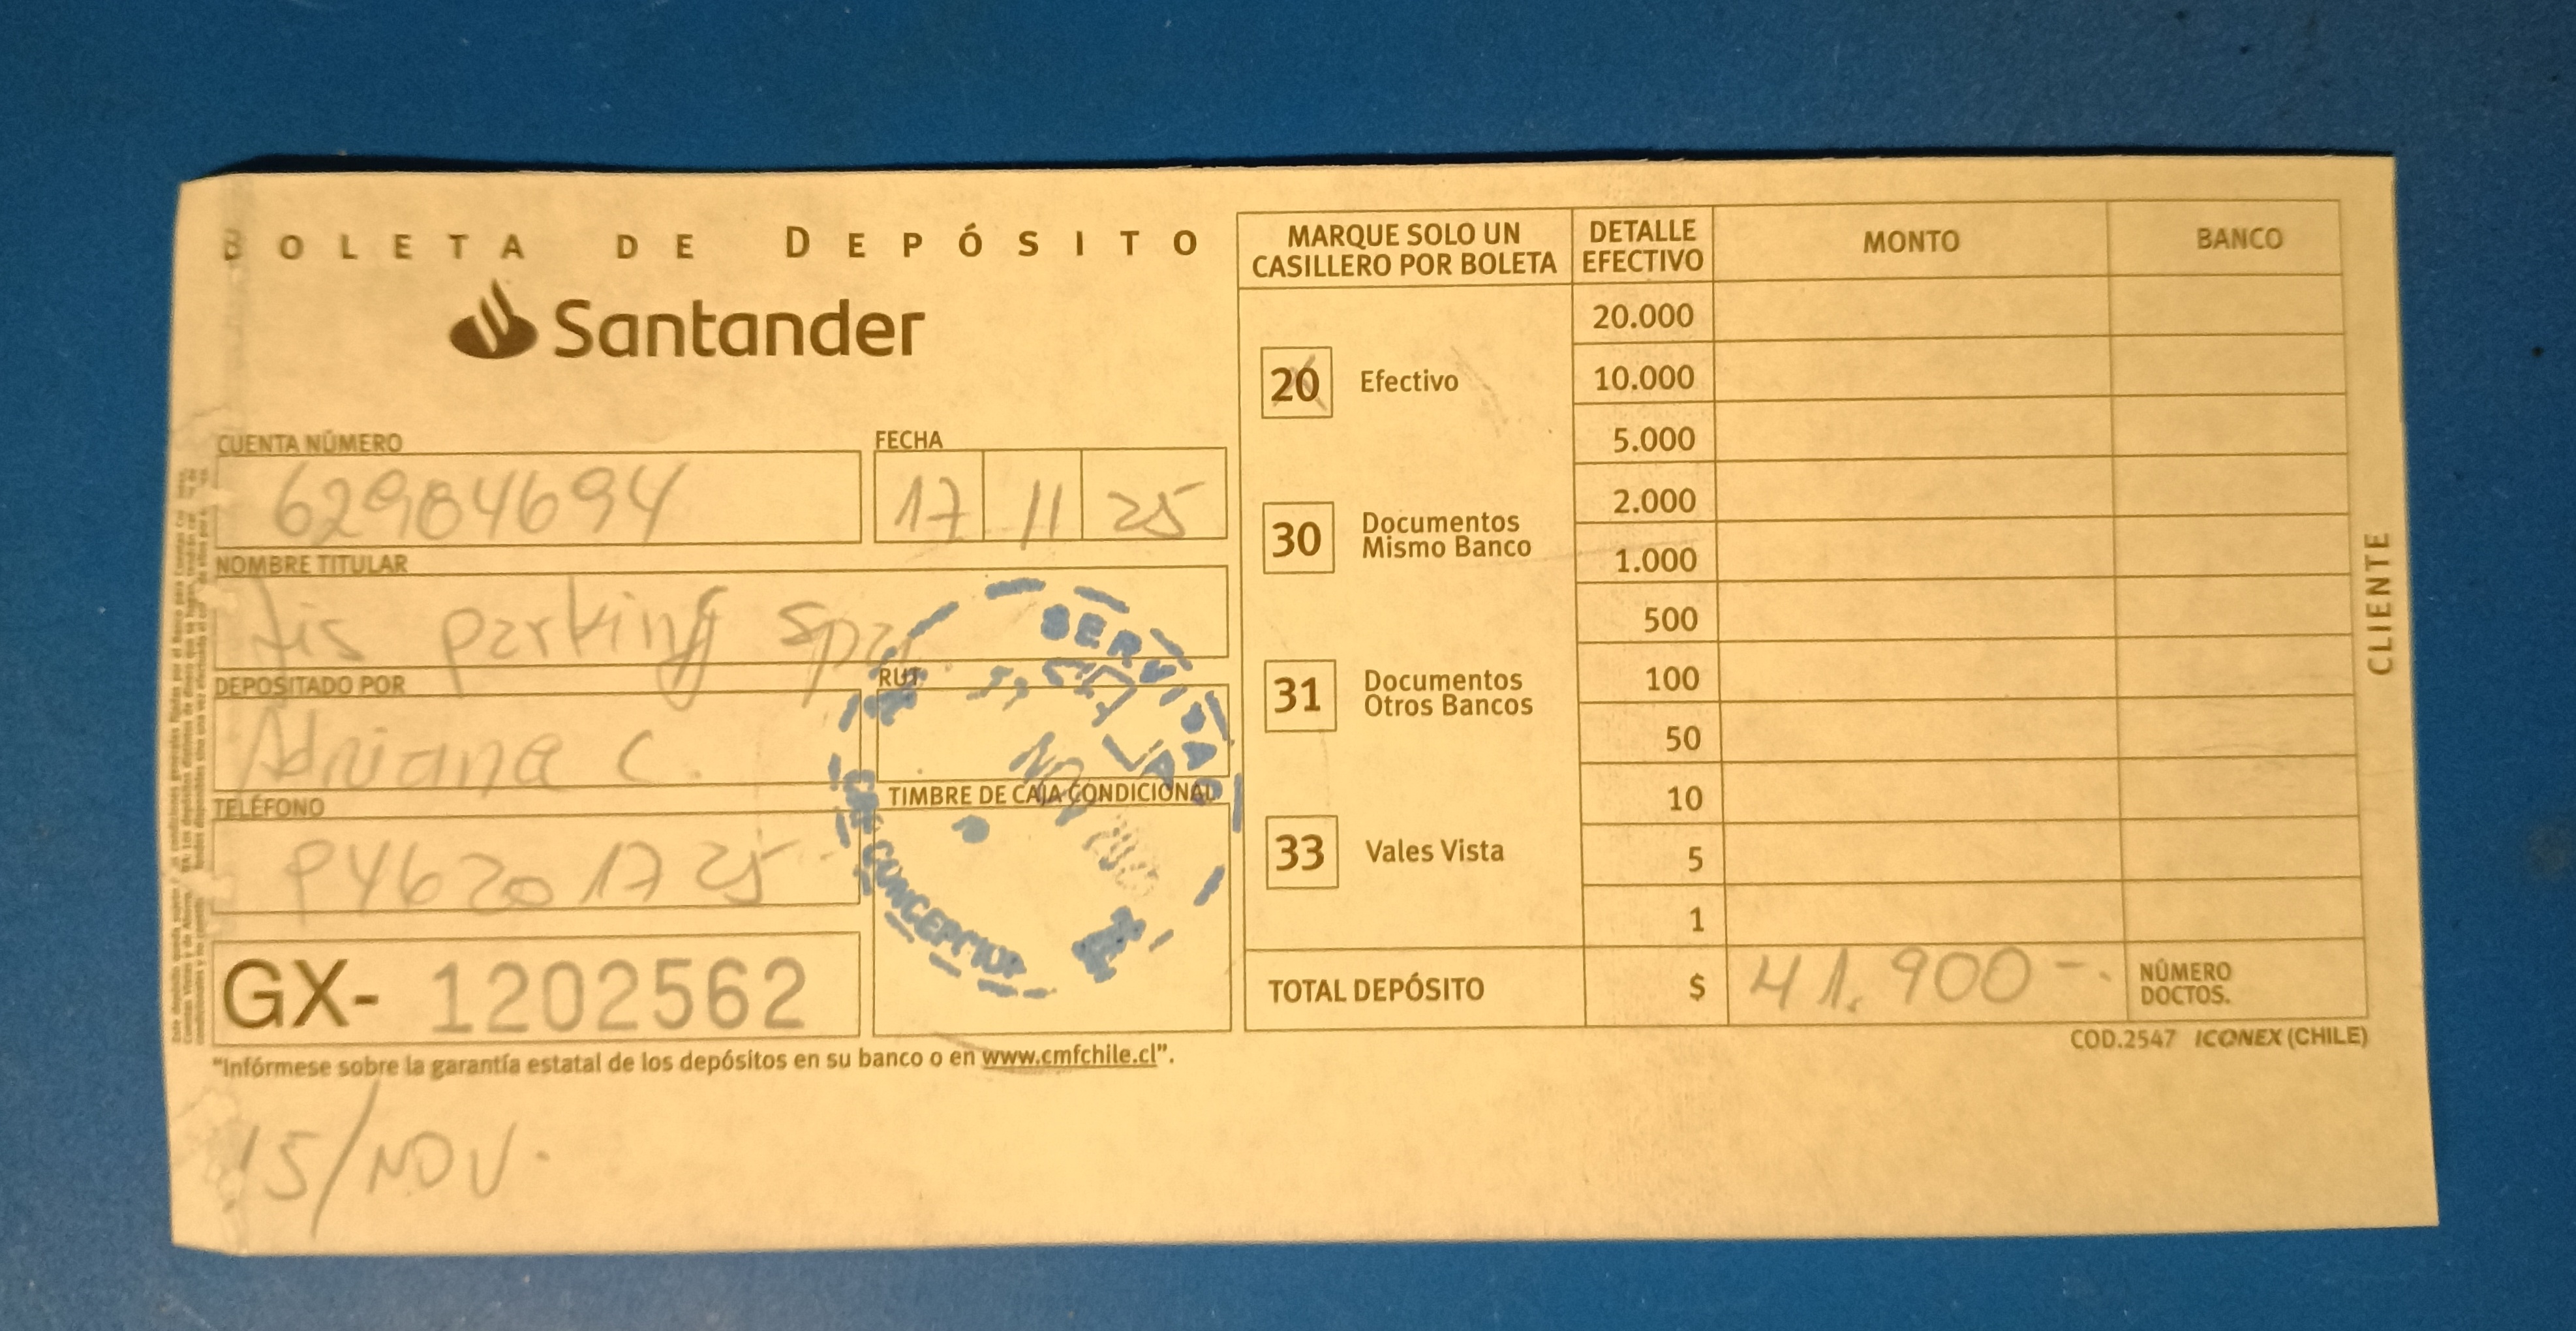 BOLETA DE DEPÓSITO
Santander
CUENTA NÚMERO
62984694
FECHA
17 11 25
NOMBRE TITULAR
Jis parking spa
DEPOSITADO POR
Adriana C.
RUT
TELÉFONO
946201725
TIMBRE DE CAJA CONDICIONAL
CONCEPCION
GX- 1202562
"Infórmese sobre la garantía estatal de los depósitos en su banco o en www.cmfchile.cl".
15/NOV.
MARQUE SOLO UN
CASILLERO POR BOLETA
DETALLE
EFECTIVO
MONTO
BANCO
20 Efectivo
30 Documentos
Mismo Banco
31 Documentos
Otros Bancos
33 Vales Vista
20.000
10.000
5.000
2.000
1.000
500
100
50
10
5
1
TOTAL DEPÓSITO $ 41.900-.
NÚMERO
DOCTOS.
COD.2547 ICONEX (CHILE)
CLIENTE